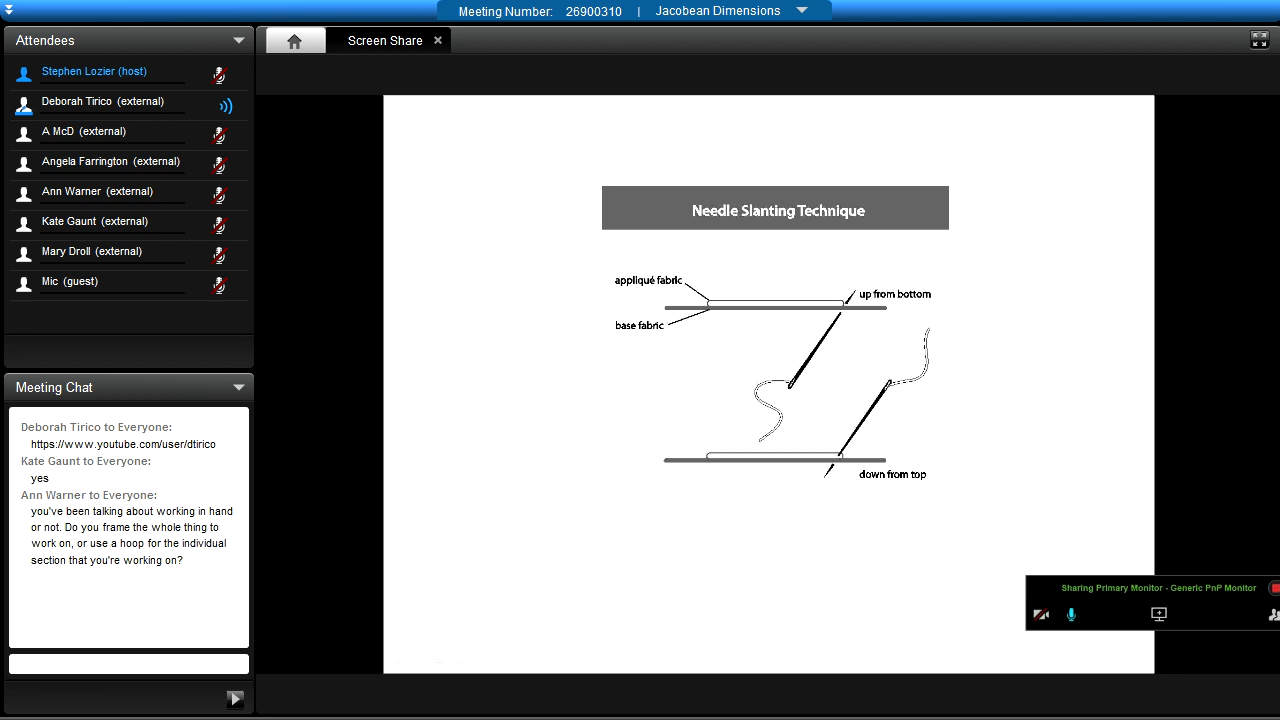 Meeting Number: 26900310 | Jacobean Dimensions
Attendees
Stephen Lozier (host)
Deborah Tirico (external)
A McD (external)
Angela Farrington (external)
Ann Warner (external)
Kate Gaunt (external)
Mary Droll (external)
Mic (guest)
Meeting Chat
Deborah Tirico to Everyone:
https://www.youtube.com/user/dtirico
Kate Gaunt to Everyone:
yes
Ann Warner to Everyone:
you've been talking about working in hand
or not. Do you frame the whole thing to
work on, or use a hoop for the individual
section that you're working on?
Screen Share
Needle Slanting Technique
appliqué fabric
up from bottom
base fabric
down from top
Sharing Primary Monitor - Generic PnP Monitor